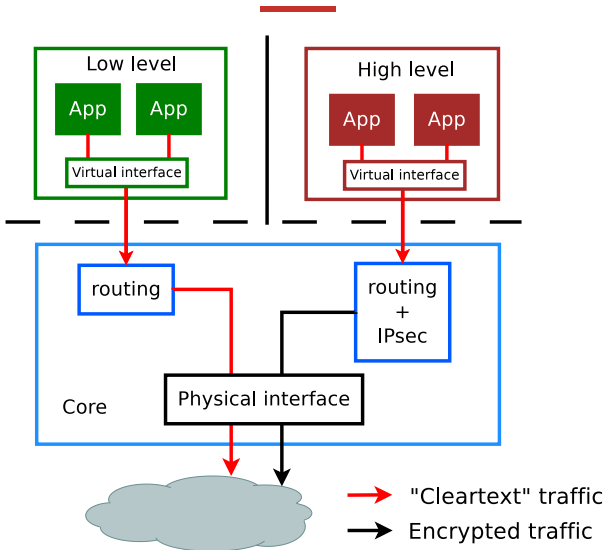 Low level
App App
Virtual interface
High level
App App
Virtual interface
routing
routing
+
IPsec
Physical interface
Core
"Cleartext" traffic
Encrypted traffic